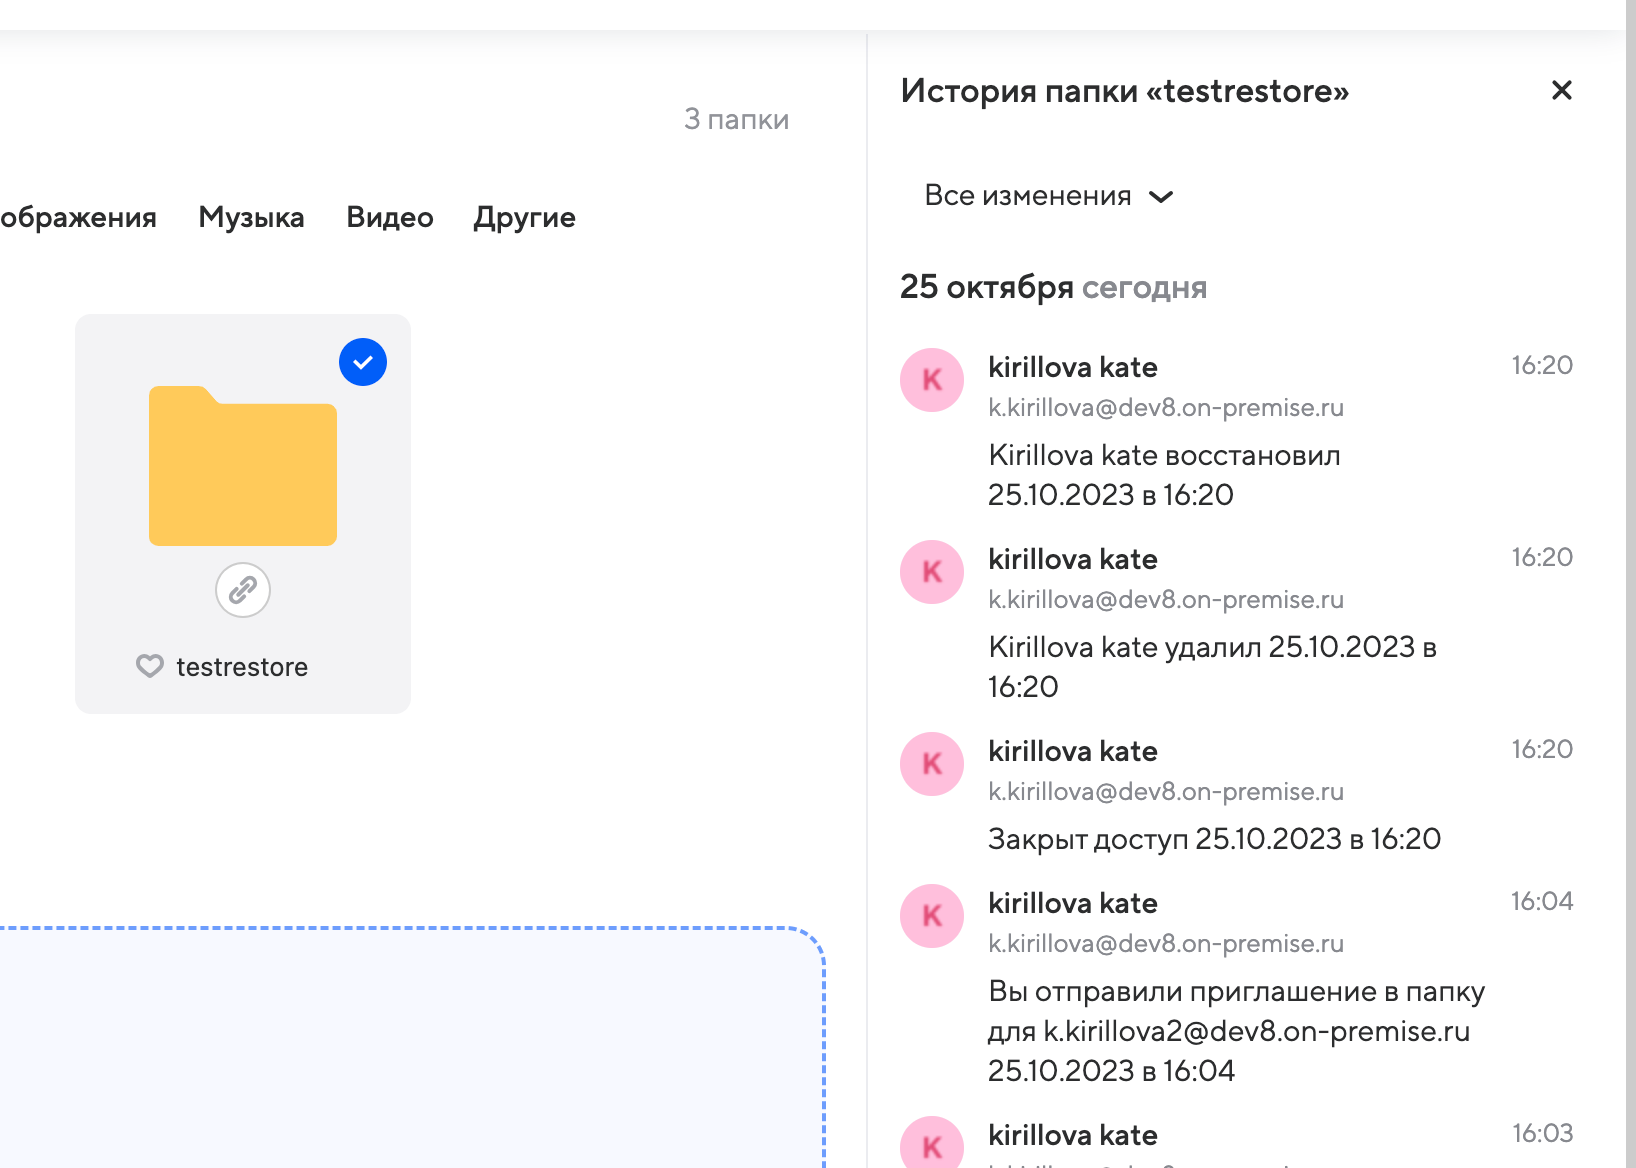 3 папки
ображения Музыка Видео Другие
testrestore
История папки «testrestore»
Все изменения
25 октября сегодня
K
kirillova kate 16:20
k.kirillova@dev8.on-premise.ru
Kirillova kate восстановил
25.10.2023 в 16:20
K
kirillova kate 16:20
k.kirillova@dev8.on-premise.ru
Kirillova kate удалил 25.10.2023 в
16:20
K
kirillova kate 16:20
k.kirillova@dev8.on-premise.ru
Закрыт доступ 25.10.2023 в 16:20
K
kirillova kate 16:04
k.kirillova@dev8.on-premise.ru
Вы отправили приглашение в папку
для k.kirillova2@dev8.on-premise.ru
25.10.2023 в 16:04
K
kirillova kate 16:03